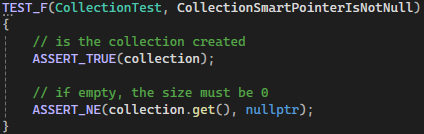 TEST_F(CollectionTest, CollectionSmartPointerIsNotNull)
{
    // is the collection created
    ASSERT_TRUE(collection);

    // if empty, the size must be 0
    ASSERT_NE(collection.get(), nullptr);
}